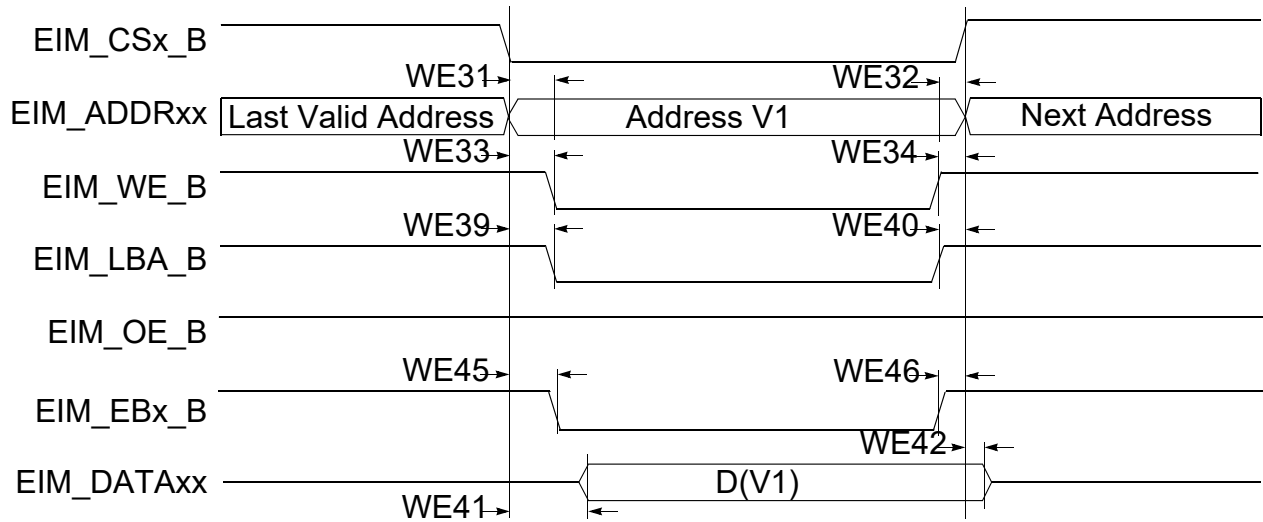 EIM_CSx_B
WE31
WE32
EIM_ADDRxx
Last Valid Address
Address V1
Next Address
WE33
WE34
EIM_WE_B
WE39
WE40
EIM_LBA_B
EIM_OE_B
WE45
WE46
EIM_EBx_B
WE42
EIM_DATAxx
D(V1)
WE41